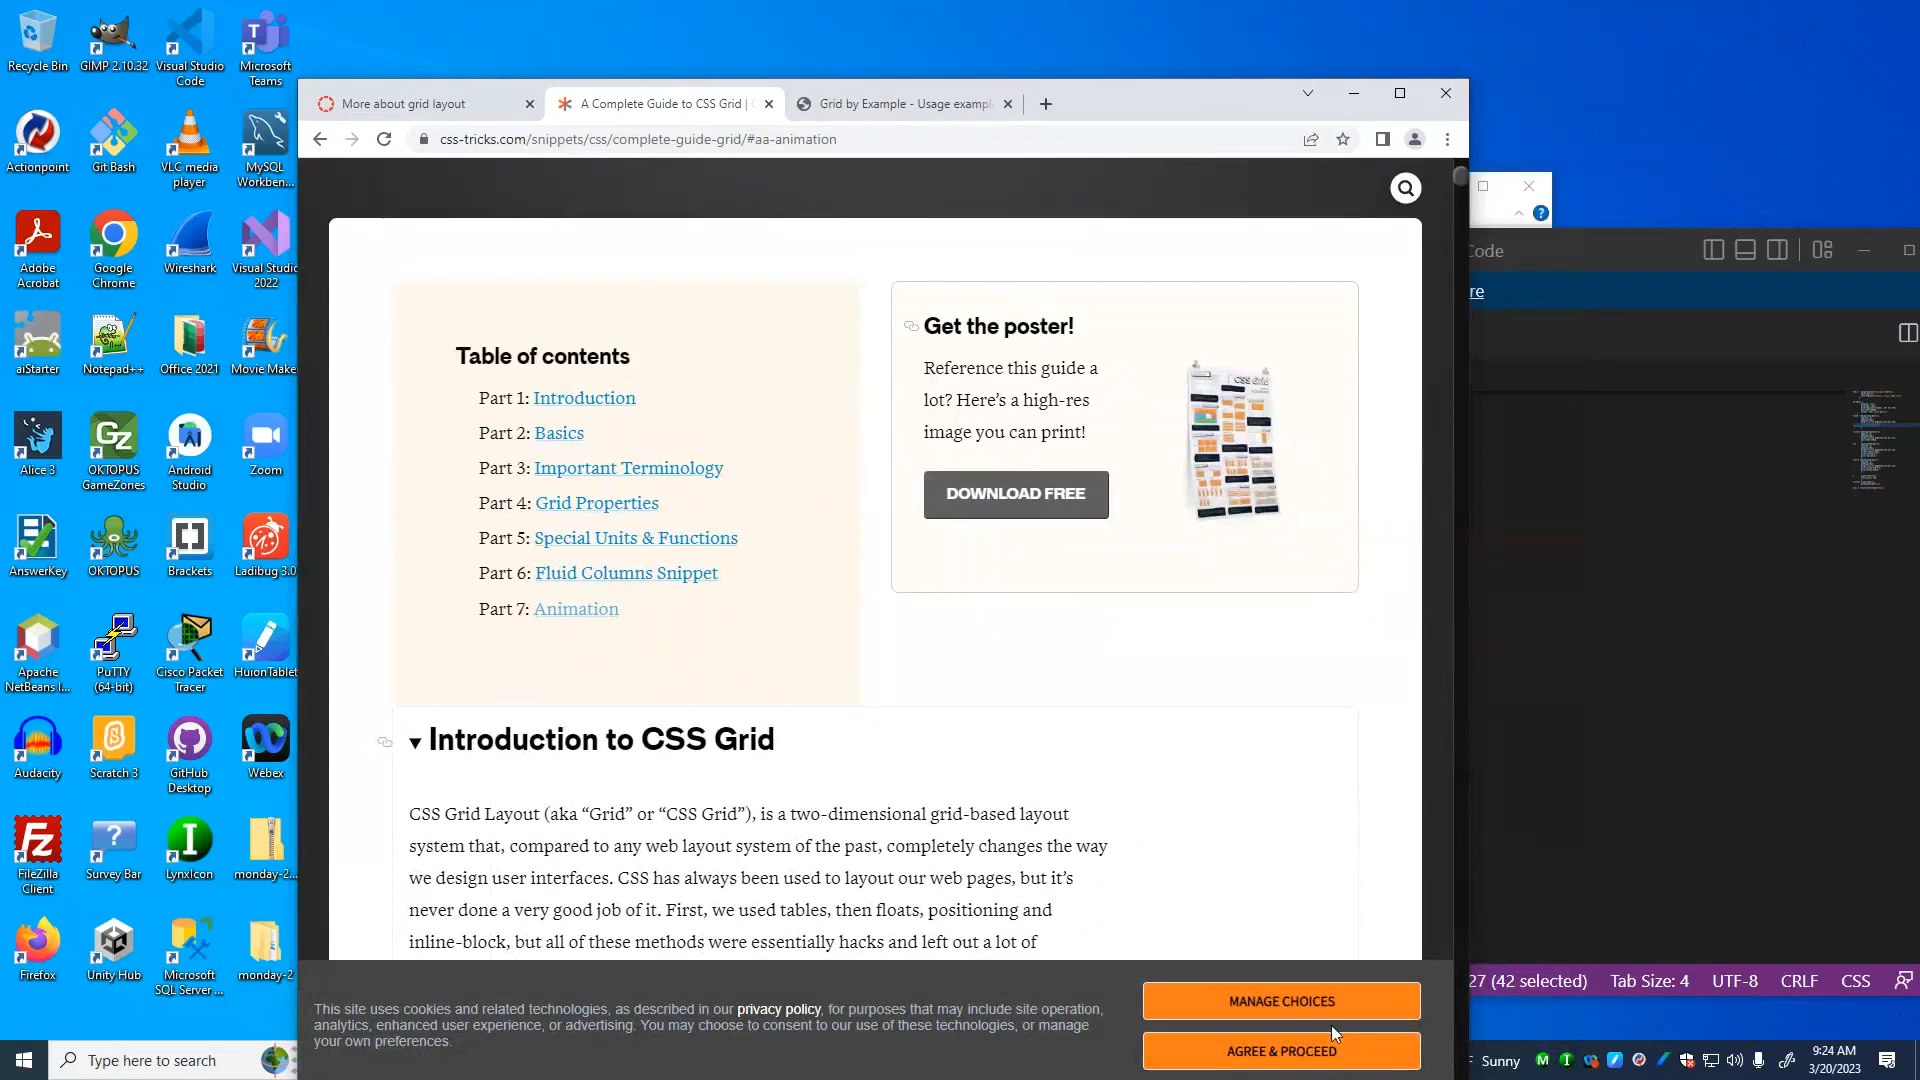 Recycle Bin
GIMP 2.10.32
Visual Studio
Code
Microsoft
Teams
Actionpoint
Git Bash
VLC media
player
MySQL
Workben...
Adobe
Acrobat
Google
Chrome
Wireshark
Visual Studio
2022
aiStarter
Notepad++
Office 2021
Movie Make
Alice 3
OKTOPUS
GameZones
Android
Studio
Zoom
AnswerKey
OKTOPUS
Brackets
Ladibug 3.0
Apache
NetBeans I...
PuTTY
(64-bit)
Cisco Packet
Tracer
HuionTablet
Audacity
Scratch 3
GitHub
Desktop
Webex
FileZilla
Client
Survey Bar
LynxIcon
monday-2...
Firefox
Unity Hub
Microsoft
SQL Server ...
monday-2
More about grid layout
A Complete Guide to CSS Grid |
Grid by Example - Usage exampl
css-tricks.com/snippets/css/complete-guide-grid/#aa-animation
Table of contents
Part 1: Introduction
Part 2: Basics
Part 3: Important Terminology
Part 4: Grid Properties
Part 5: Special Units & Functions
Part 6: Fluid Columns Snippet
Part 7: Animation
Get the poster!
Reference this guide a
lot? Here’s a high-res
image you can print!
DOWNLOAD FREE
CSS Grid
Introduction to CSS Grid
CSS Grid Layout (aka “Grid” or “CSS Grid”), is a two-dimensional grid-based layout
system that, compared to any web layout system of the past, completely changes the way
we design user interfaces. CSS has always been used to layout our web pages, but it’s
never done a very good job of it. First, we used tables, then floats, positioning and
inline-block, but all of these methods were essentially hacks and left out a lot of
This site uses cookies and related technologies, as described in our privacy policy, for purposes that may include site operation,
analytics, enhanced user experience, or advertising. You may choose to consent to our use of these technologies, or manage
your own preferences.
MANAGE CHOICES
AGREE & PROCEED
Code
re
27 (42 selected)
Tab Size: 4
UTF-8
CRLF
CSS
Type here to search
Sunny
9:24 AM
3/20/2023